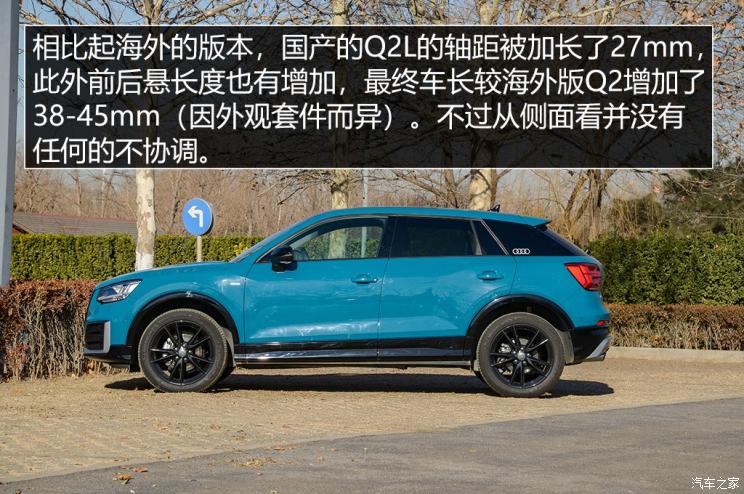 相比起海外的版本，国产的Q2L的轴距被加长了27mm，
此外前后悬长度也有增加，最终车长较海外版Q2增加了
38-45mm（因外观套件而异）。不过从侧面看并没有
任何的不协调。
汽车之家